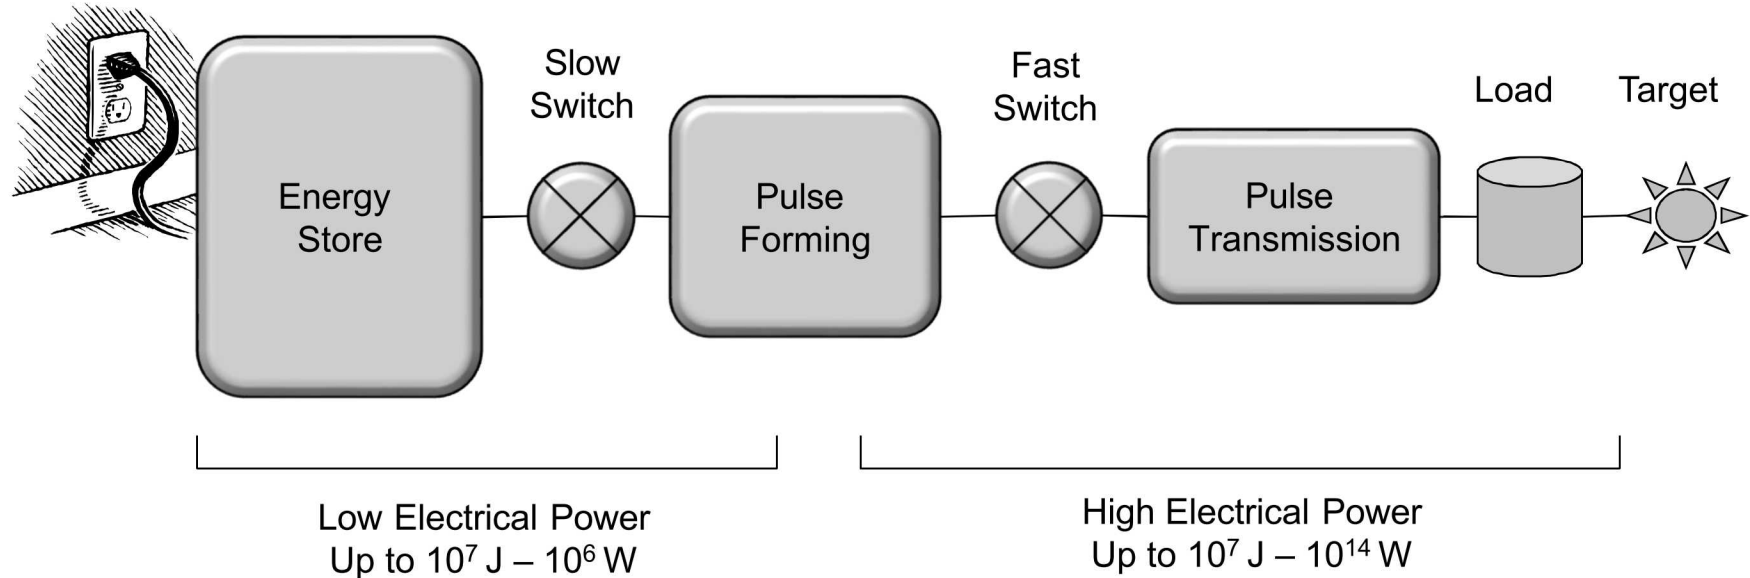 Slow
Switch
Fast
Switch
Load
Target
Energy
Store
Pulse
Forming
Pulse
Transmission
Low Electrical Power
Up to 10⁷ J – 10⁶ W
High Electrical Power
Up to 10⁷ J – 10¹⁴ W